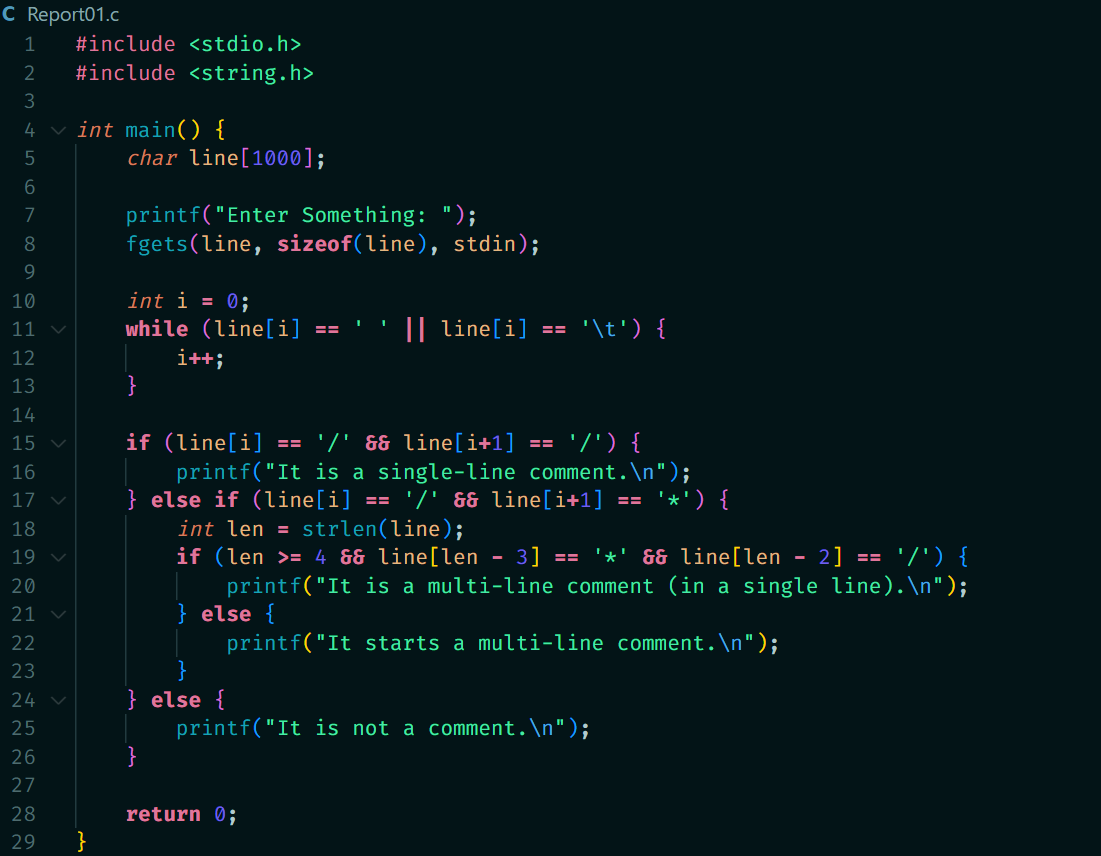 C Report01.c
1 #include <stdio.h>
2 #include <string.h>
3
4 int main() {
5     char line[1000];
6
7     printf("Enter Something: ");
8     fgets(line, sizeof(line), stdin);
9
10     int i = 0;
11     while (line[i] == ' ' || line[i] == '\t') {
12         i++;
13     }
14
15     if (line[i] == '/' && line[i+1] == '/') {
16         printf("It is a single-line comment.\n");
17     } else if (line[i] == '/' && line[i+1] == '*') {
18         int len = strlen(line);
19         if (len >= 4 && line[len - 3] == '*' && line[len - 2] == '/') {
20             printf("It is a multi-line comment (in a single line).\n");
21         } else {
22             printf("It starts a multi-line comment.\n");
23         }
24     } else {
25         printf("It is not a comment.\n");
26     }
27
28     return 0;
29 }